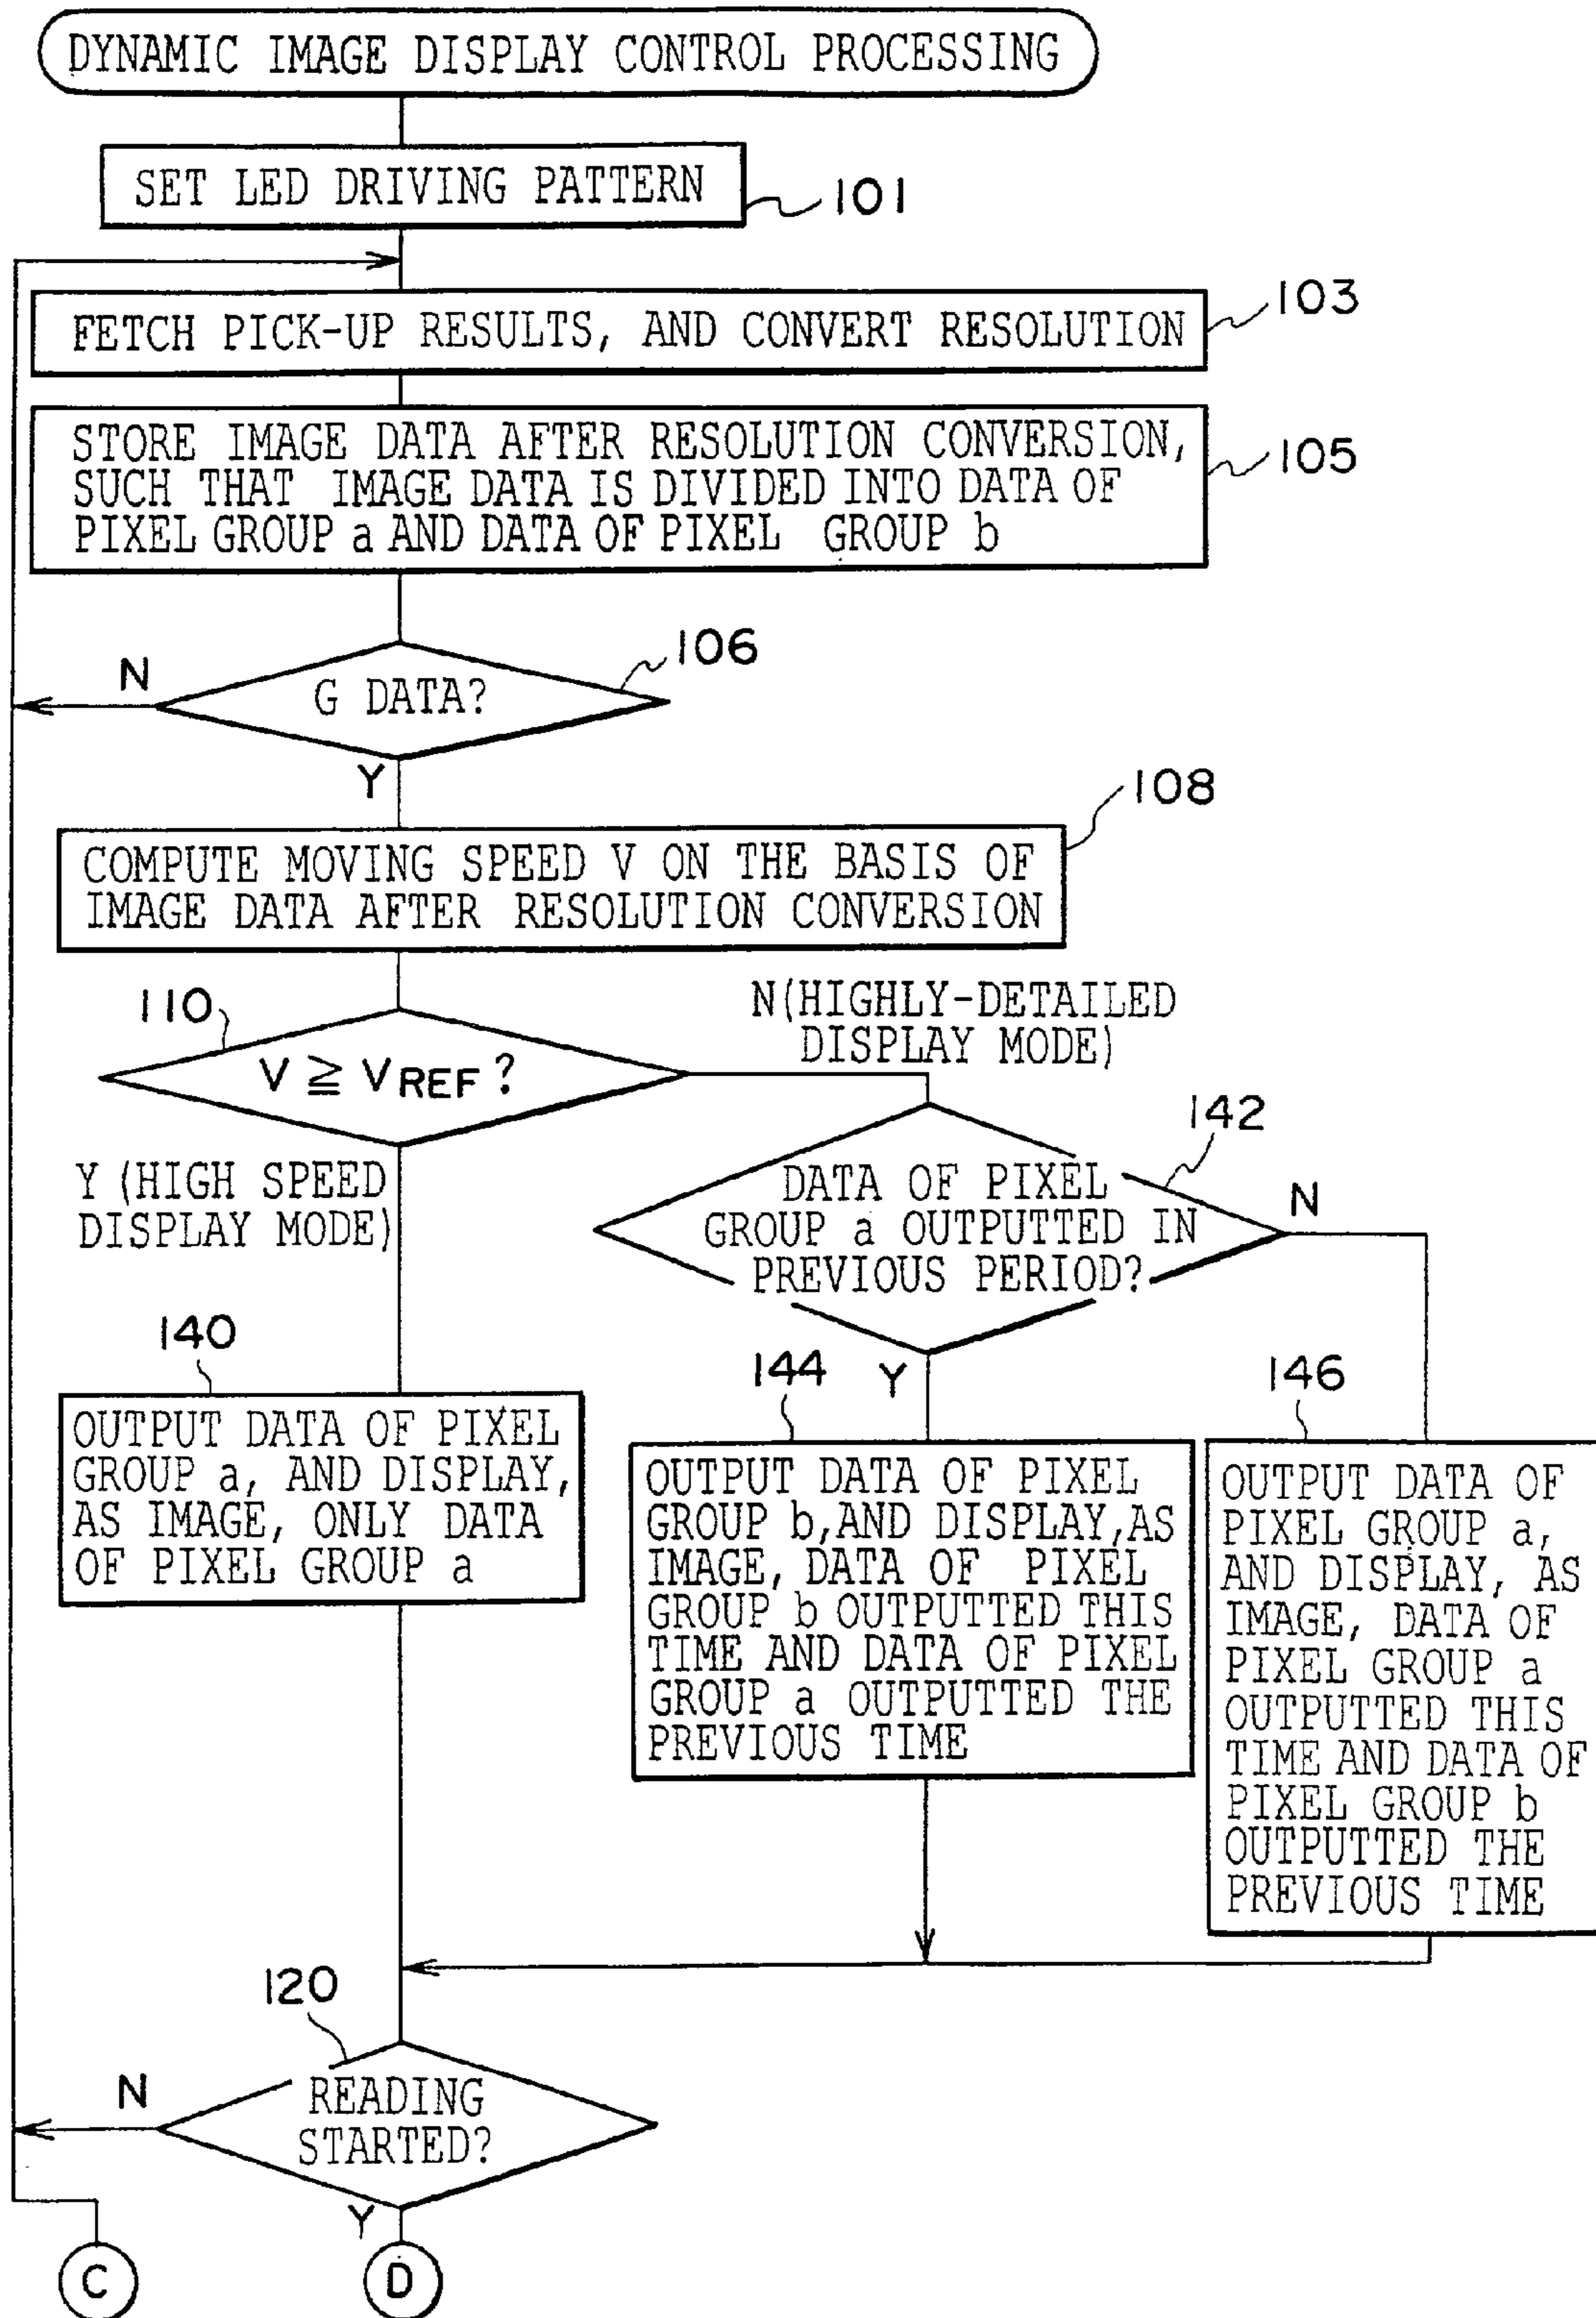 DYNAMIC IMAGE DISPLAY CONTROL PROCESSING
SET LED DRIVING PATTERN
101
FETCH PICK-UP RESULTS, AND CONVERT RESOLUTION
103
STORE IMAGE DATA AFTER RESOLUTION CONVERSION,
SUCH THAT IMAGE DATA IS DIVIDED INTO DATA OF
PIXEL GROUP a AND DATA OF PIXEL GROUP b
105
106
N
G DATA?
Y
108
COMPUTE MOVING SPEED V ON THE BASIS OF
IMAGE DATA AFTER RESOLUTION CONVERSION
110
V ≧ VREF ?
N(HIGHLY-DETAILED
DISPLAY MODE)
Y (HIGH SPEED
DISPLAY MODE)
142
DATA OF PIXEL
GROUP a OUTPUTTED IN
PREVIOUS PERIOD?
N
Y
140
OUTPUT DATA OF PIXEL
GROUP a, AND DISPLAY,
AS IMAGE, ONLY DATA
OF PIXEL GROUP a
144
OUTPUT DATA OF PIXEL
GROUP b, AND DISPLAY, AS
IMAGE, DATA OF PIXEL
GROUP b OUTPUTTED THIS
TIME AND DATA OF PIXEL
GROUP a OUTPUTTED THE
PREVIOUS TIME
146
OUTPUT DATA OF
PIXEL GROUP a,
AND DISPLAY, AS
IMAGE, DATA OF
PIXEL GROUP a
OUTPUTTED THIS
TIME AND DATA OF
PIXEL GROUP b
OUTPUTTED THE
PREVIOUS TIME
120
N
READING
STARTED?
Y
C
D